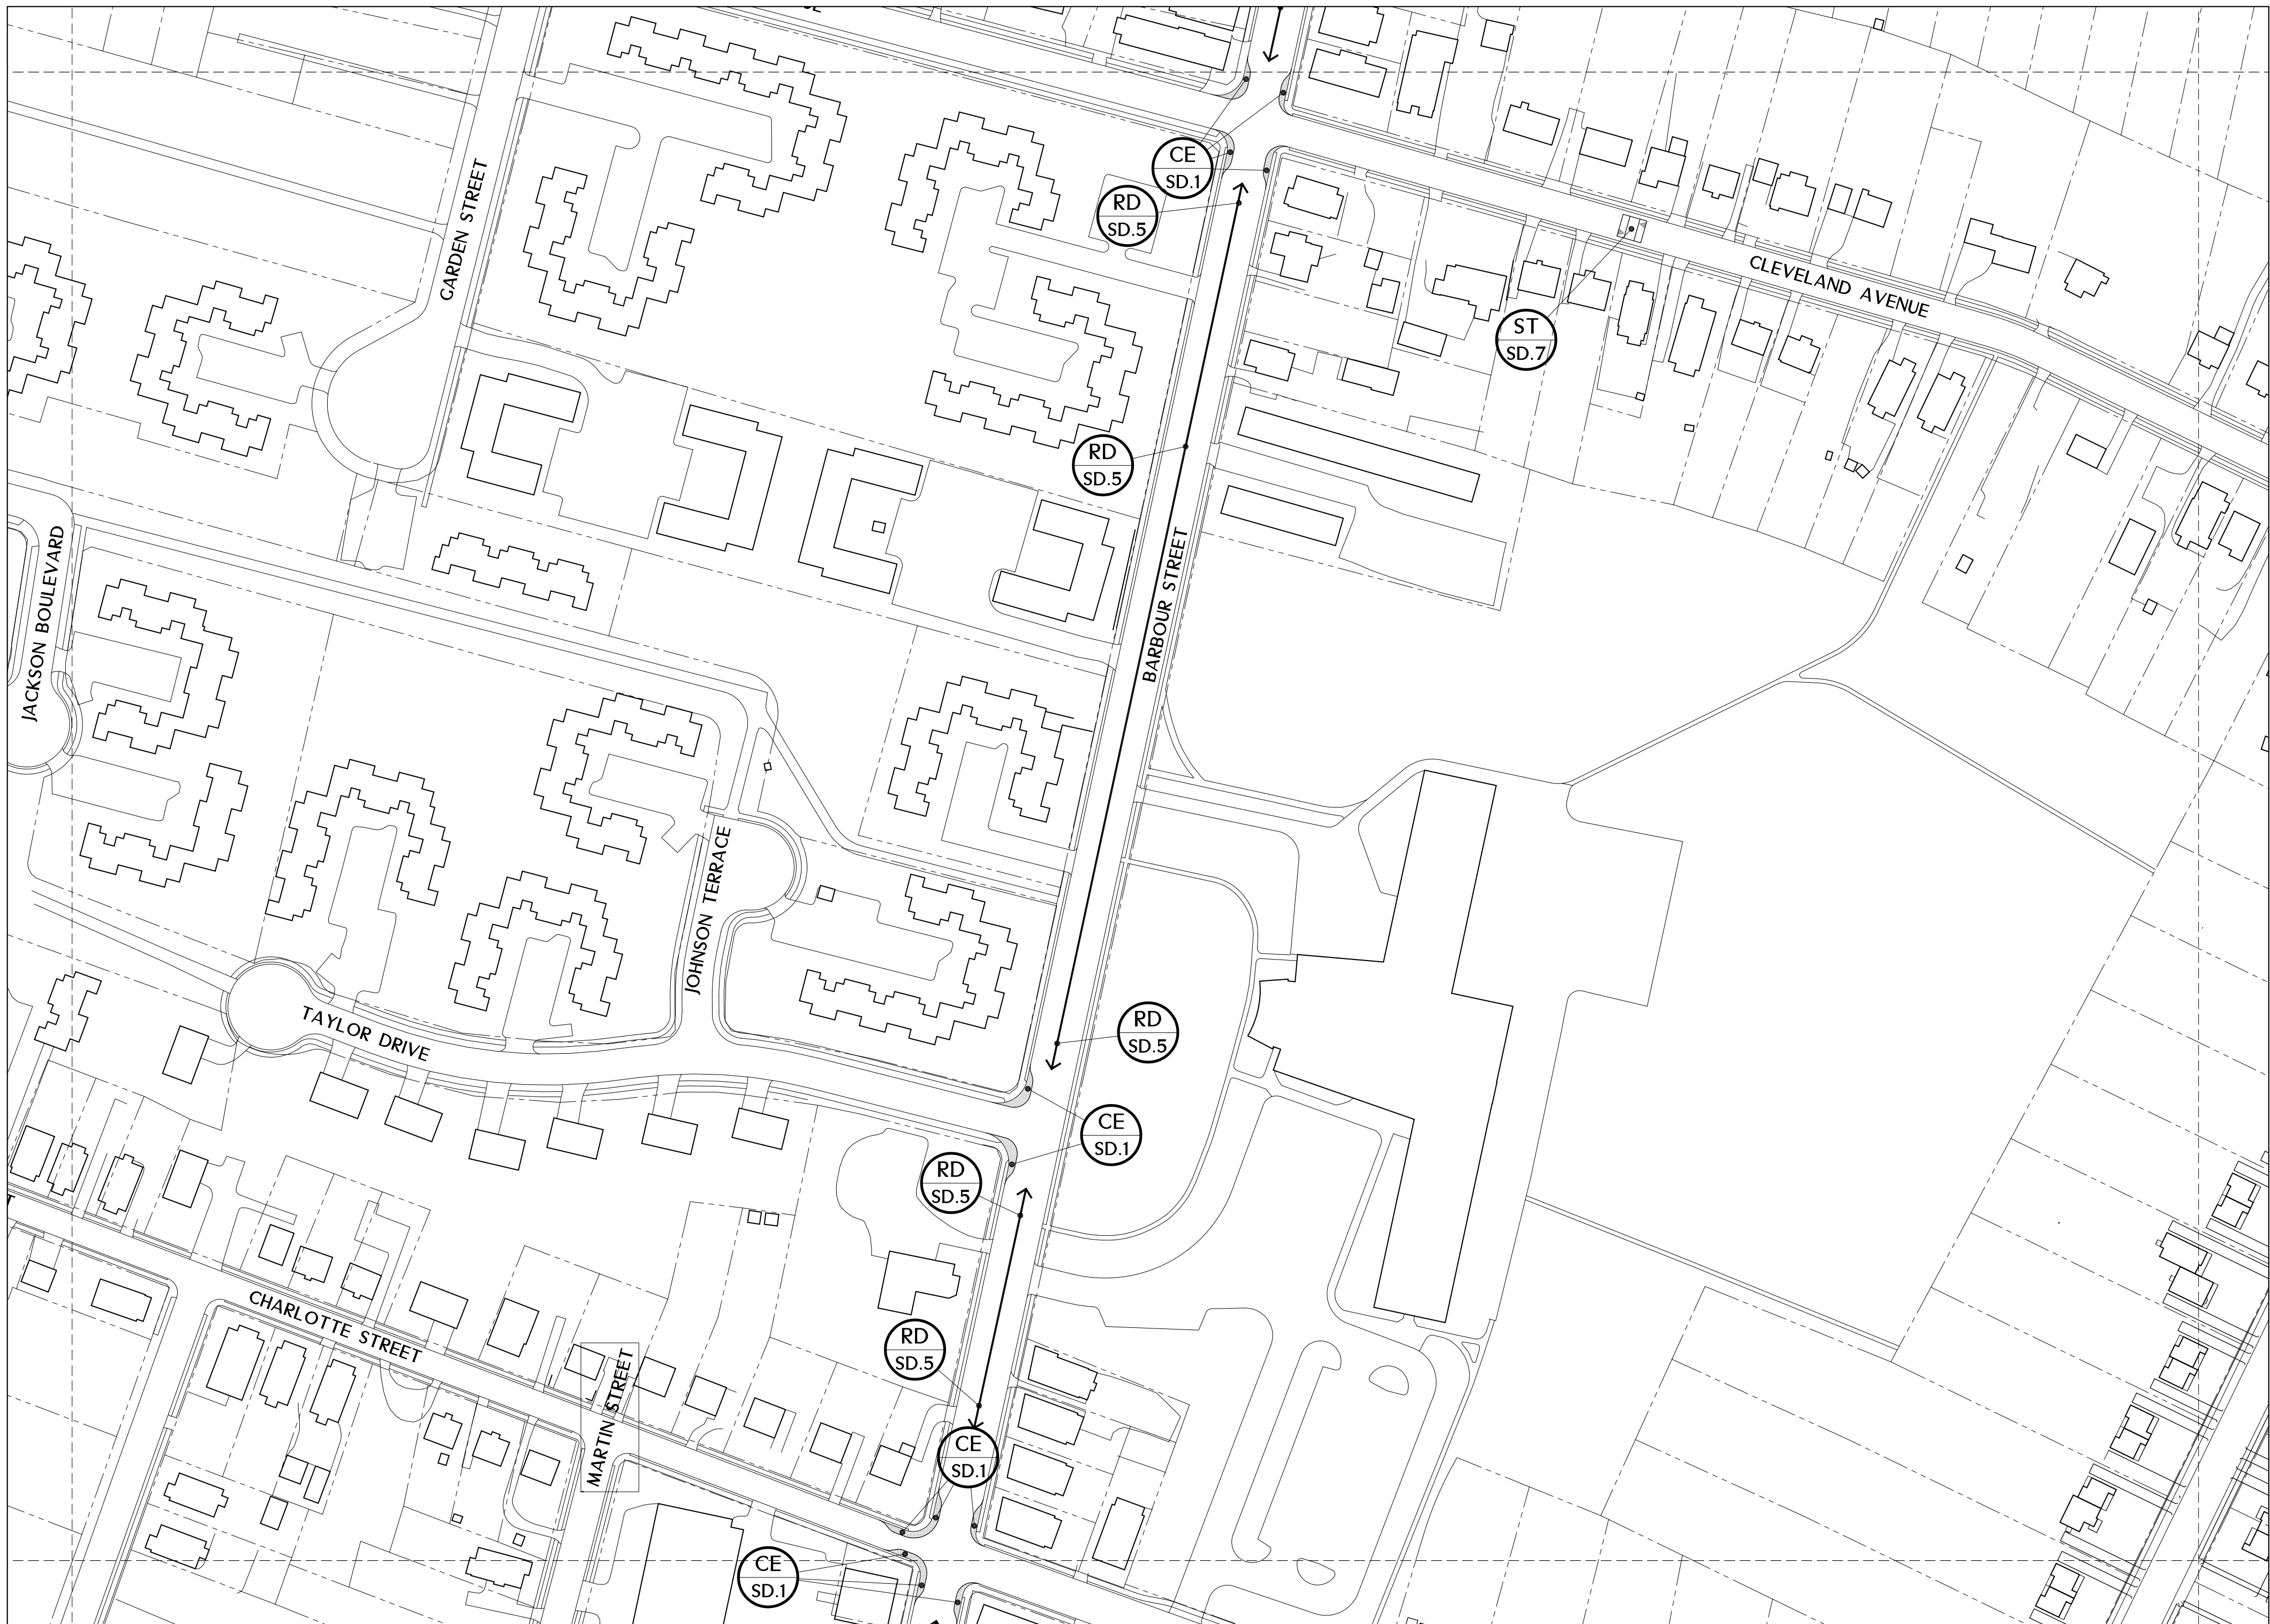 CE
SD.1
RD
SD.5
GARDEN STREET
CLEVELAND AVENUE
ST
SD.7
RD
SD.5
BARBOUR STREET
JACKSON BOULEVARD
JOHNSON TERRACE
RD
SD.5
TAYLOR DRIVE
CE
SD.1
RD
SD.5
CHARLOTTE STREET
RD
SD.5
MARTIN STREET
CE
SD.1
CE
SD.1